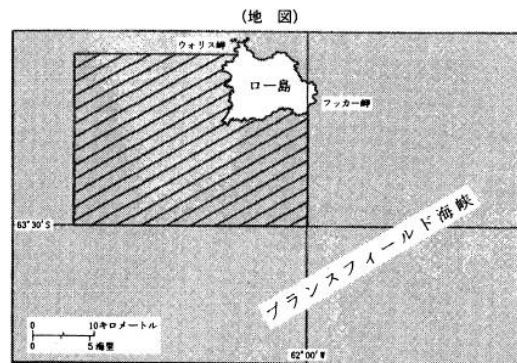 (地 図)
ウォリス岬
ロー島
フッカー岬
63°30'S
ブランスフィールド海峡
0 10キロメートル
0 5海里
62°00'W